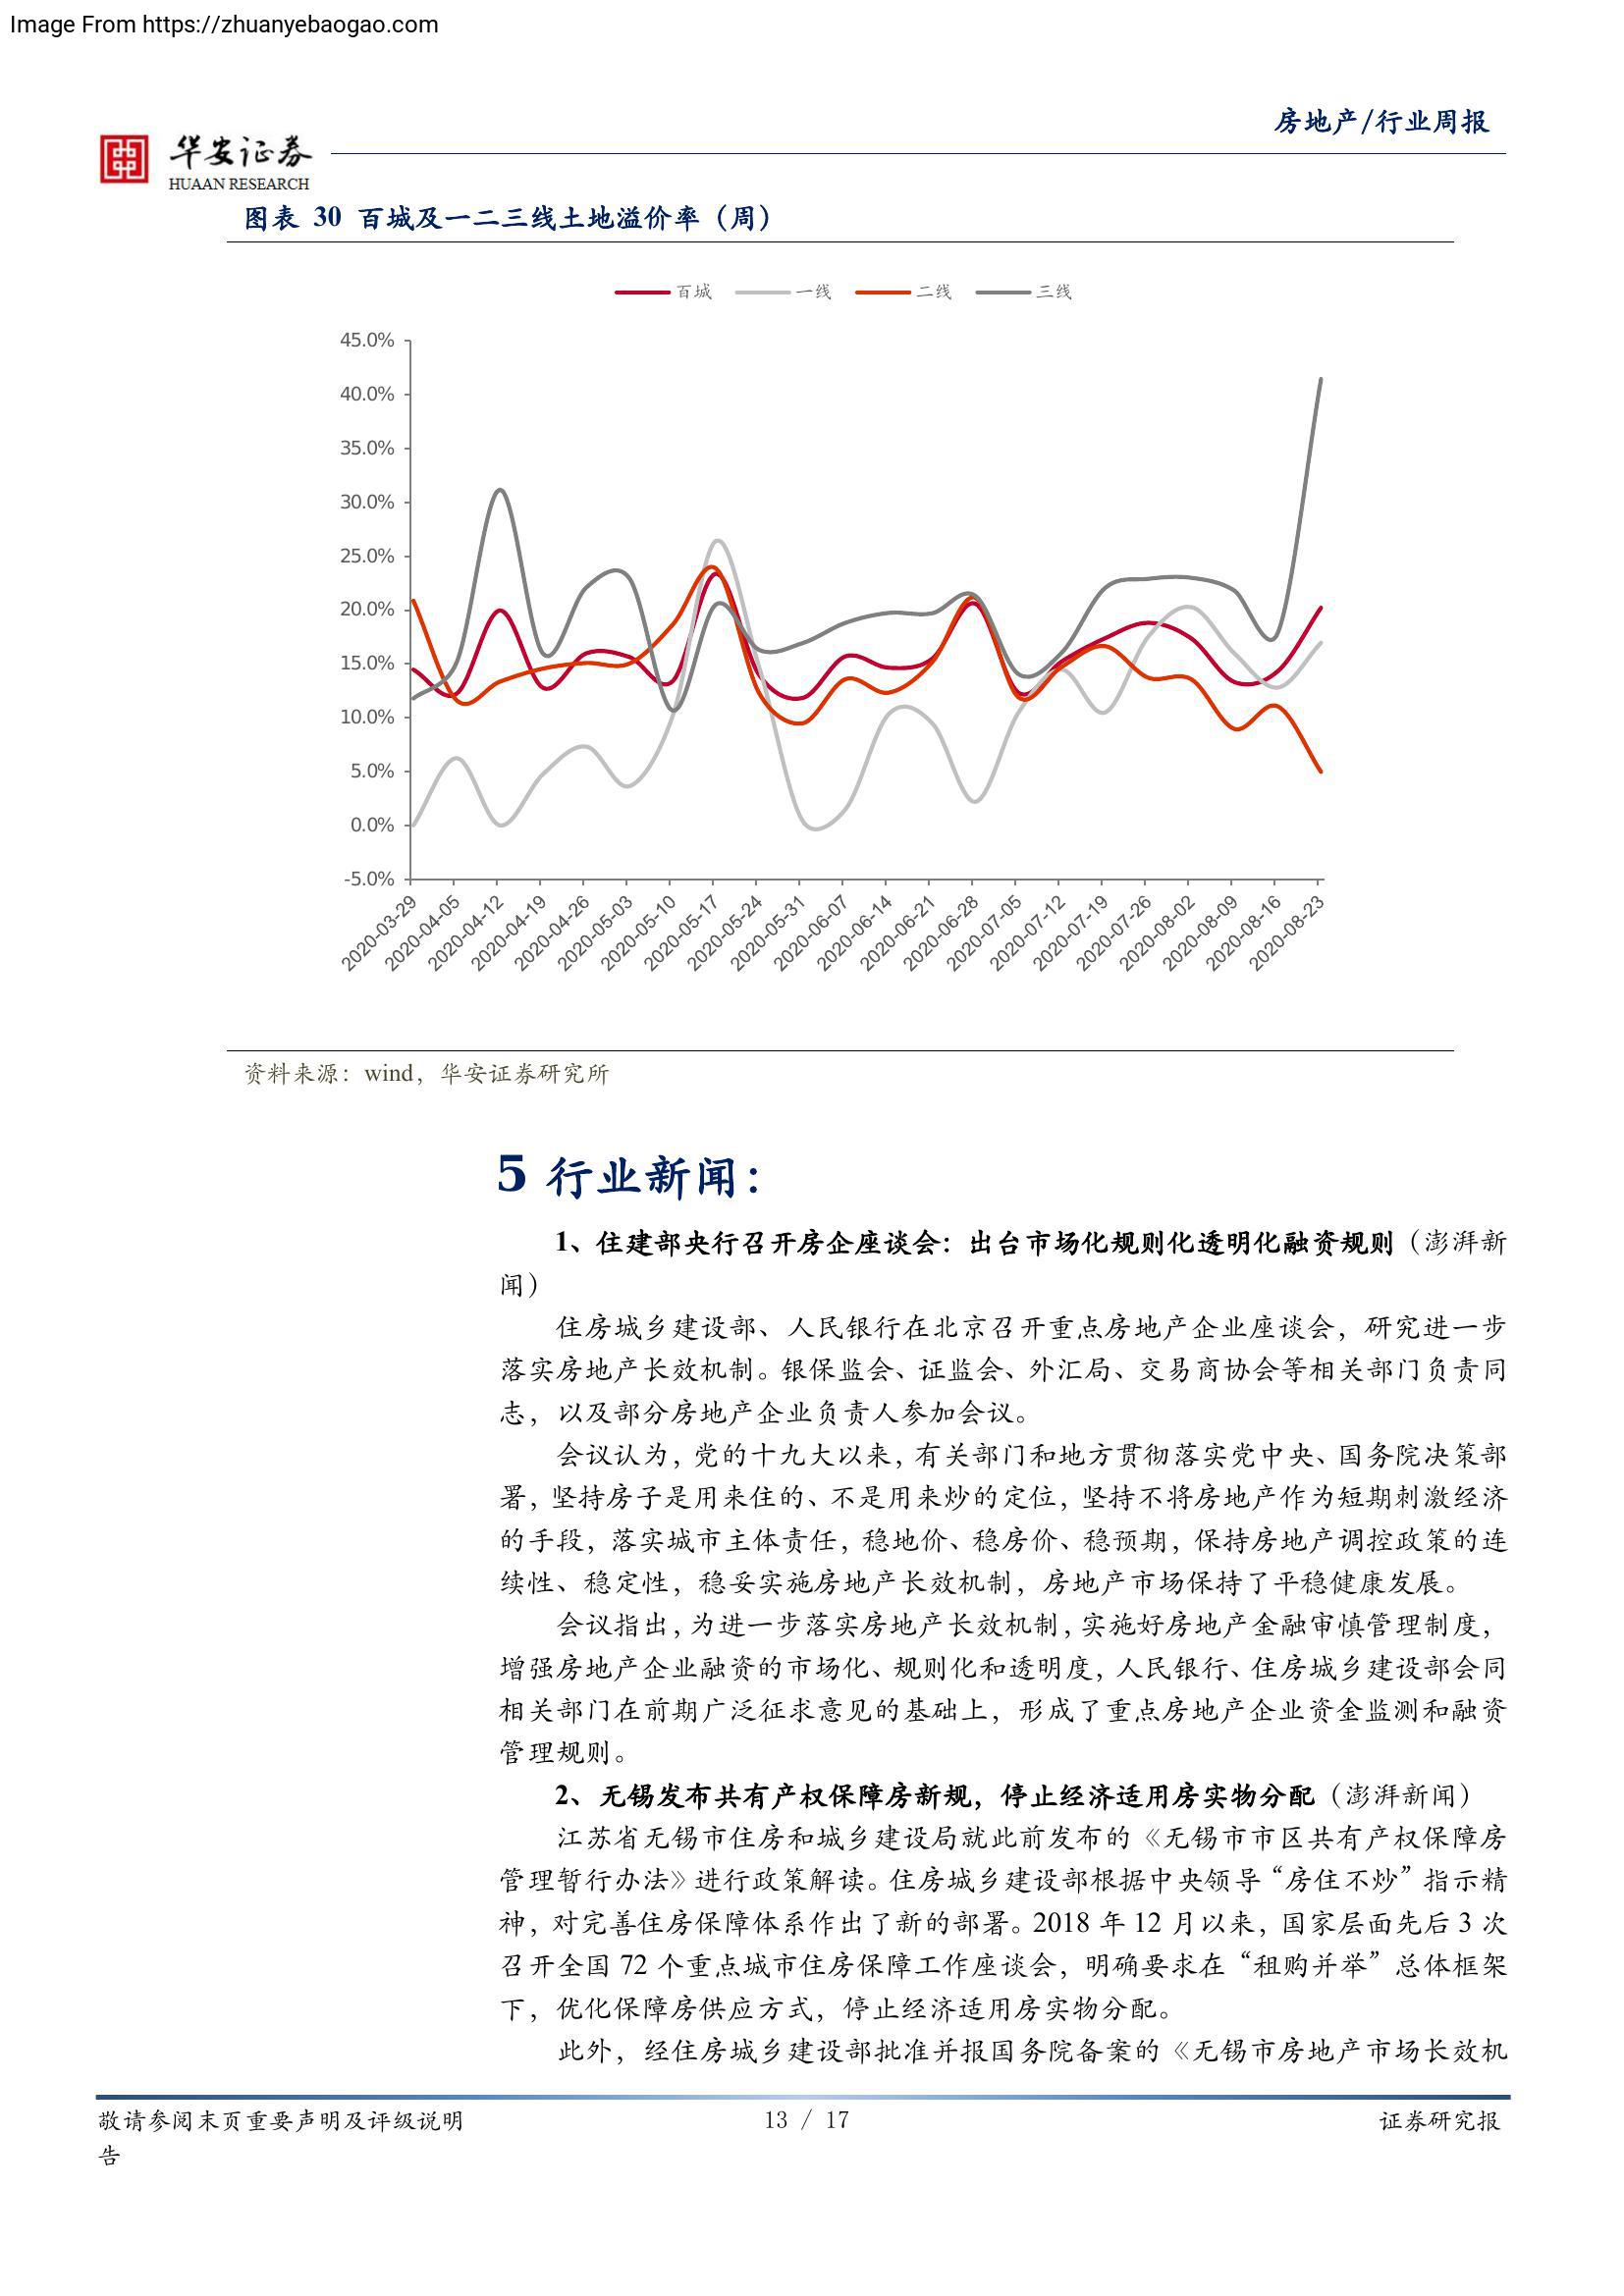 Image From https://zhuanyebaogao.com
房地产/行业周报
华安证券
HUAAN RESEARCH
图表 30 百城及一二三线土地溢价率（周）
百城 一线 二线 三线
45.0%
40.0%
35.0%
30.0%
25.0%
20.0%
15.0%
10.0%
5.0%
0.0%
-5.0%
2020-03-29 2020-04-05 2020-04-12 2020-04-19 2020-04-26 2020-05-03 2020-05-10 2020-05-17 2020-05-24 2020-05-31 2020-06-07 2020-06-14 2020-06-21 2020-06-28 2020-07-05 2020-07-12 2020-07-19 2020-07-26 2020-08-02 2020-08-09 2020-08-16 2020-08-23
资料来源：wind，华安证券研究所
5 行业新闻：
1、住建部央行召开房企座谈会：出台市场化规则化透明化融资规则（澎湃新
闻）
住房城乡建设部、人民银行在北京召开重点房地产企业座谈会，研究进一步
落实房地产长效机制。银保监会、证监会、外汇局、交易商协会等相关部门负责同
志，以及部分房地产企业负责人参加会议。
会议认为，党的十九大以来，有关部门和地方贯彻落实党中央、国务院决策部
署，坚持房子是用来住的、不是用来炒的定位，坚持不将房地产作为短期刺激经济
的手段，落实城市主体责任，稳地价、稳房价、稳预期，保持房地产调控政策的连
续性、稳定性，稳妥实施房地产长效机制，房地产市场保持了平稳健康发展。
会议指出，为进一步落实房地产长效机制，实施好房地产金融审慎管理制度，
增强房地产企业融资的市场化、规则化和透明度，人民银行、住房城乡建设部会同
相关部门在前期广泛征求意见的基础上，形成了重点房地产企业资金监测和融资
管理规则。
2、无锡发布共有产权保障房新规，停止经济适用房实物分配（澎湃新闻）
江苏省无锡市住房和城乡建设局就此前发布的《无锡市市区共有产权保障房
管理暂行办法》进行政策解读。住房城乡建设部根据中央领导“房住不炒”指示精
神，对完善住房保障体系作出了新的部署。2018 年 12 月以来，国家层面先后 3 次
召开全国 72 个重点城市住房保障工作座谈会，明确要求在“租购并举”总体框架
下，优化保障房供应方式，停止经济适用房实物分配。
此外，经住房城乡建设部批准并报国务院备案的《无锡市房地产市场长效机
敬请参阅末页重要声明及评级说明 13 / 17 证券研究报
告